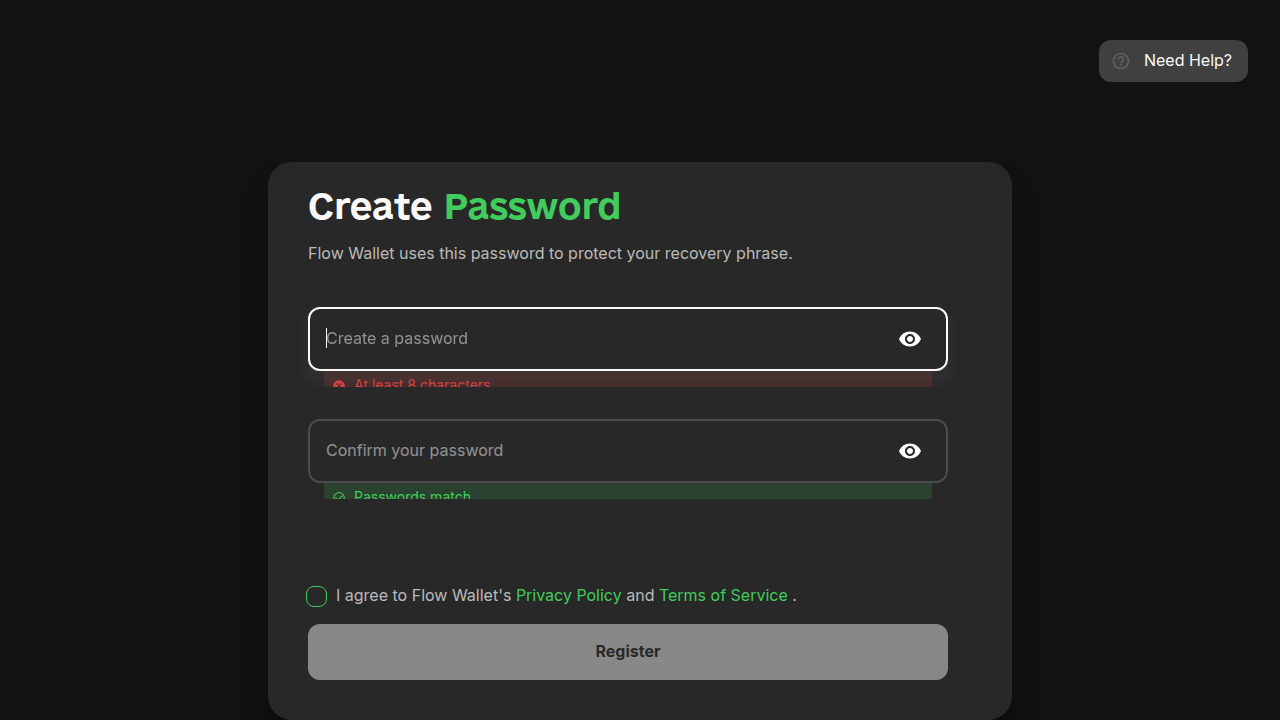 Need Help?
Create Password
Flow Wallet uses this password to protect your recovery phrase.
Create a password
At least 8 characters
Confirm your password
Passwords match
I agree to Flow Wallet's Privacy Policy and Terms of Service .
Register